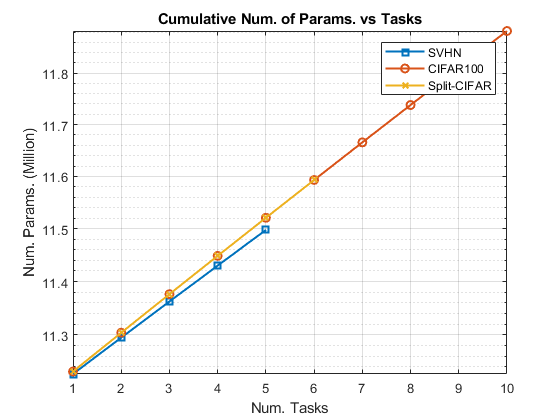 Cumulative Num. of Params. vs Tasks
SVHN
CIFAR100
Split-CIFAR
Num. Params. (Million)
11.8
11.7
11.6
11.5
11.4
11.3
1 2 3 4 5 6 7 8 9 10
Num. Tasks